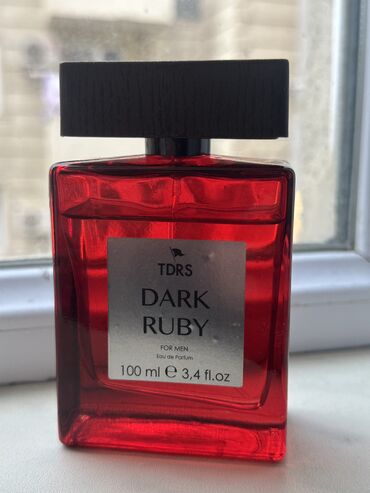 TDRS
DARK
RUBY
FOR MEN
Eau de Parfum
100 ml ℮ 3,4 fl.oz